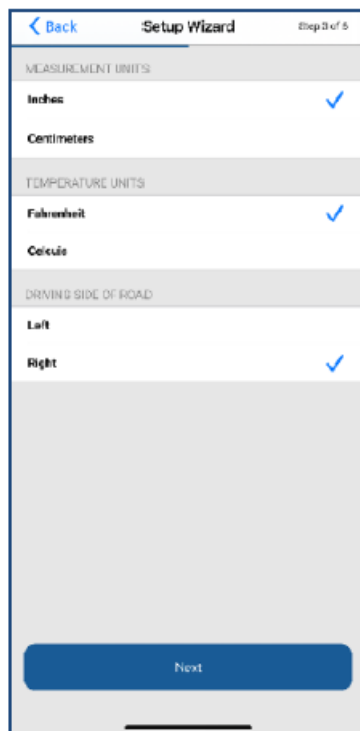 Back
Setup Wizard
Step 3 of 5
MEASUREMENT UNITS
Inches
Centimeters
TEMPERATURE UNITS
Fahrenheit
Celcuis
DRIVING SIDE OF ROAD
Left
Right
Next